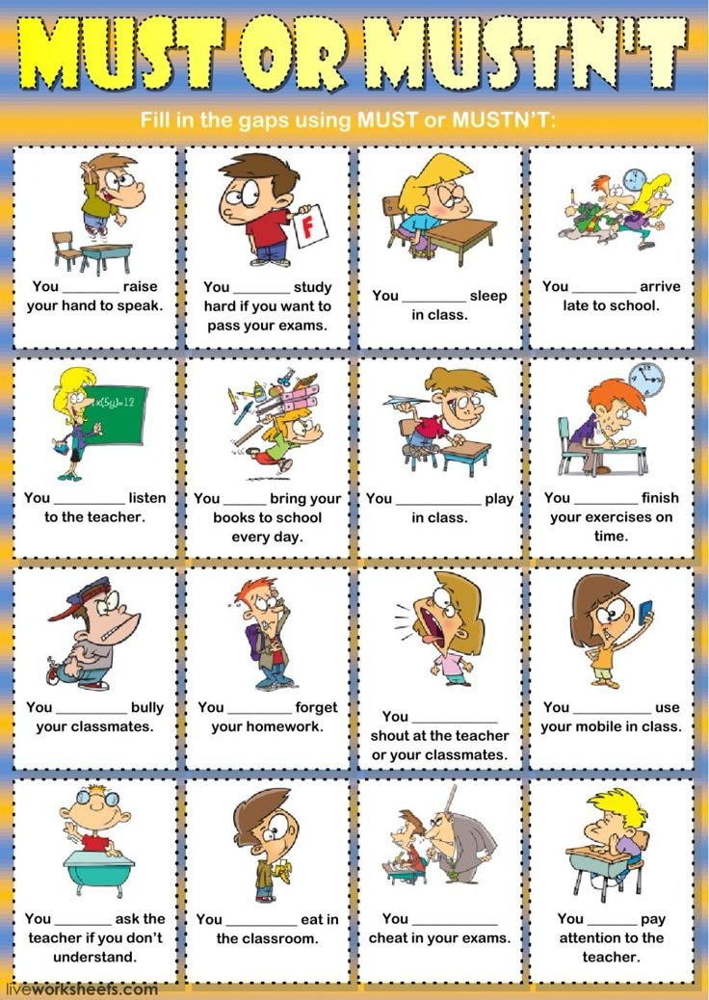 MUST OR MUSTN'T
Fill in the gaps using MUST or MUSTN'T:
You ________ raise
your hand to speak.
F
You ________ study
hard if you want to
pass your exams.
You _________ sleep
in class.
You _________ arrive
late to school.
x(5y)=12
You __________ listen
to the teacher.
You ______ bring your
books to school
every day.
You ____________ play
in class.
You _________ finish
your exercises on
time.
You __________ bully
your classmates.
You _________ forget
your homework.
You ____________
shout at the teacher
or your classmates.
You ___________ use
your mobile in class.
You ________ ask the
teacher if you don't
understand.
You __________ eat in
the classroom.
You ____________
cheat in your exams.
You _______ pay
attention to the
teacher.
liveworksheets.com